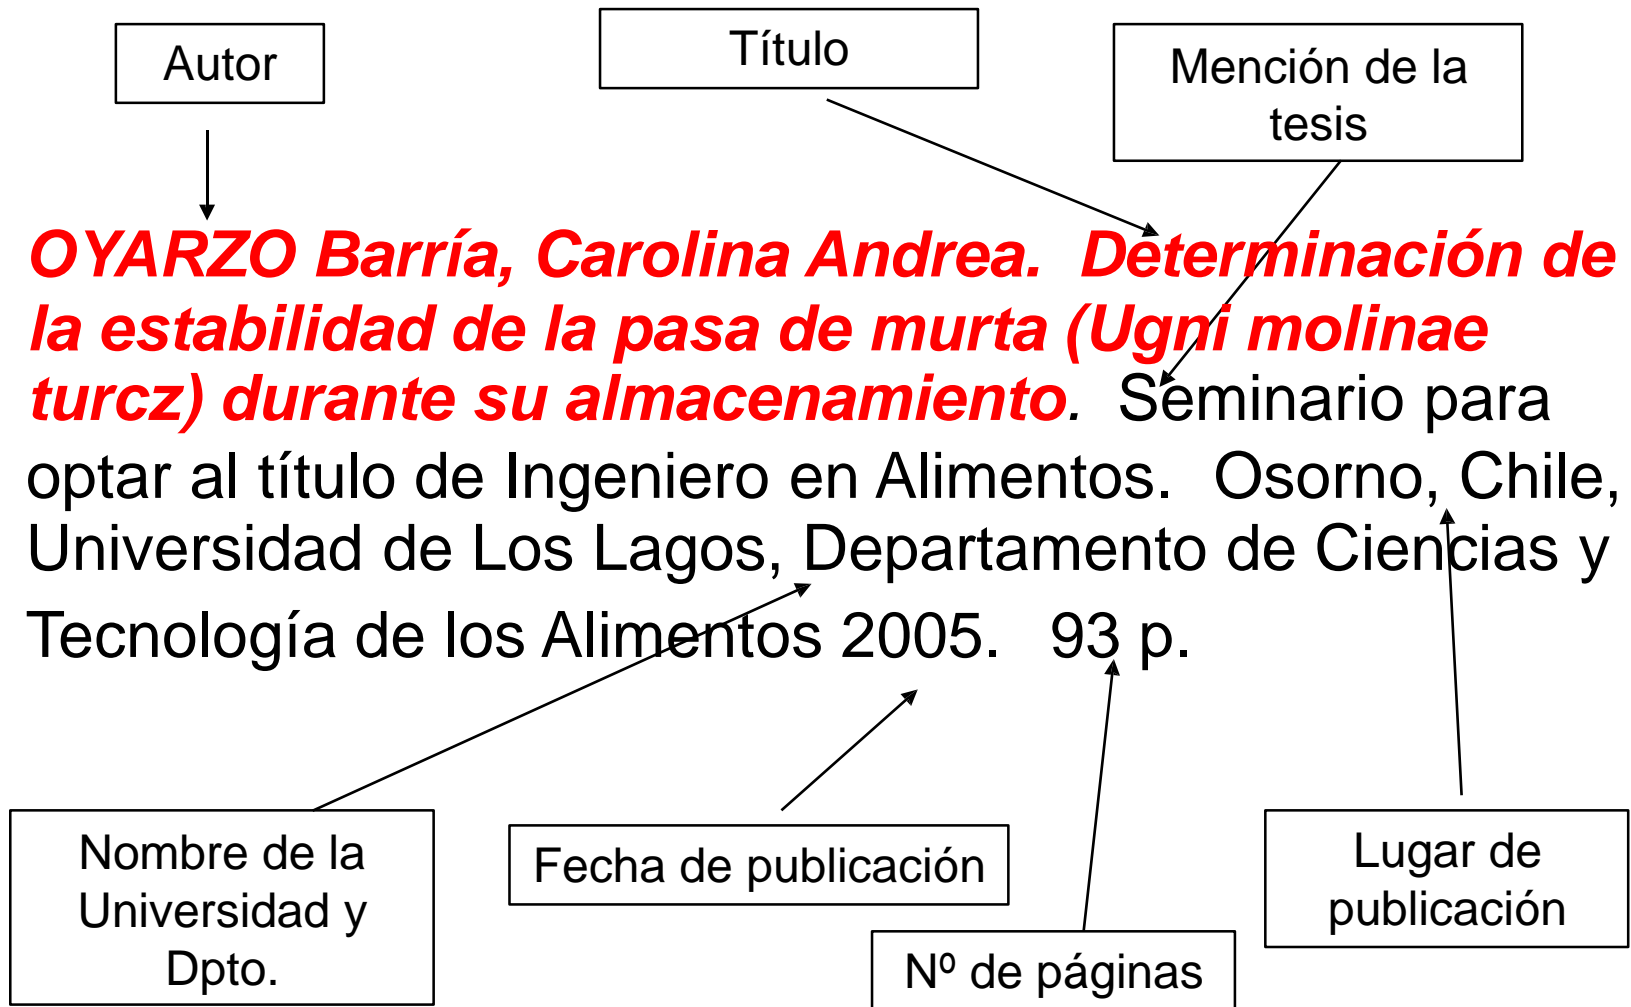 Autor
Título
Mención de la
tesis
OYARZO Barría, Carolina Andrea. Determinación de
la estabilidad de la pasa de murta (Ugni molinae
turcz) durante su almacenamiento. Seminario para
optar al título de Ingeniero en Alimentos. Osorno, Chile,
Universidad de Los Lagos, Departamento de Ciencias y
Tecnología de los Alimentos 2005. 93 p.
Nombre de la
Universidad y
Dpto.
Fecha de publicación
Nº de páginas
Lugar de
publicación